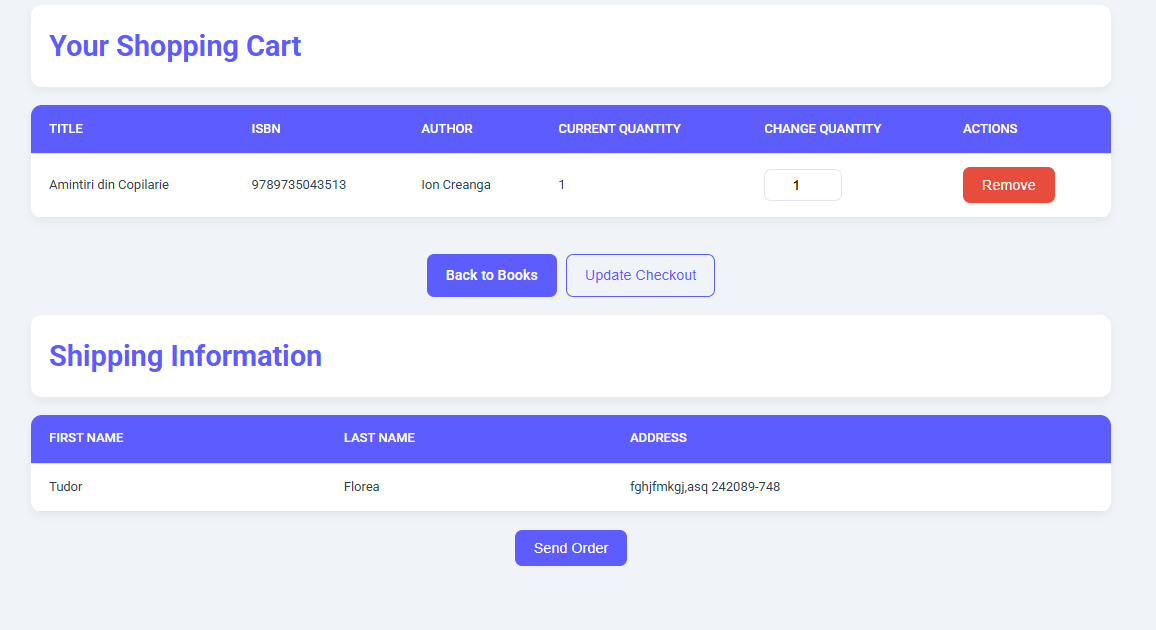 Your Shopping Cart
TITLE ISBN AUTHOR CURRENT QUANTITY CHANGE QUANTITY ACTIONS
Amintiri din Copilarie 9789735043513 Ion Creanga 1 1 Remove
Back to Books Update Checkout
Shipping Information
FIRST NAME LAST NAME ADDRESS
Tudor Florea fghjfmkgj,asq 242089-748
Send Order